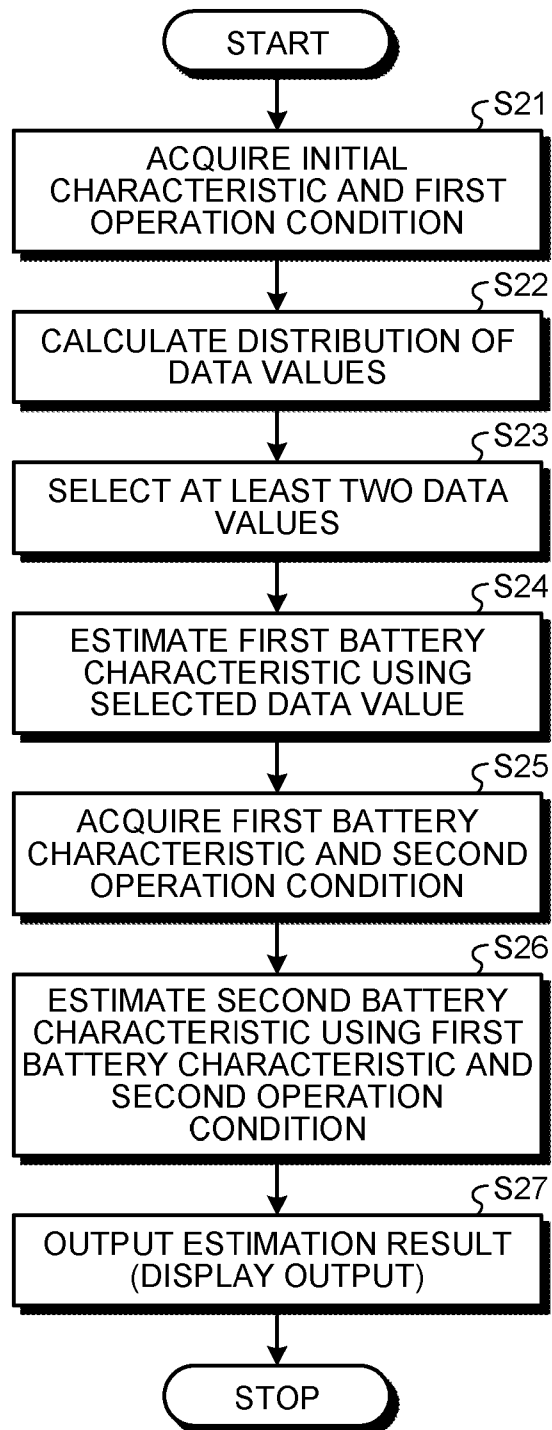 START
S21
ACQUIRE INITIAL
CHARACTERISTIC AND FIRST
OPERATION CONDITION
S22
CALCULATE DISTRIBUTION OF
DATA VALUES
S23
SELECT AT LEAST TWO DATA
VALUES
S24
ESTIMATE FIRST BATTERY
CHARACTERISTIC USING
SELECTED DATA VALUE
S25
ACQUIRE FIRST BATTERY
CHARACTERISTIC AND SECOND
OPERATION CONDITION
S26
ESTIMATE SECOND BATTERY
CHARACTERISTIC USING FIRST
BATTERY CHARACTERISTIC AND
SECOND OPERATION
CONDITION
S27
OUTPUT ESTIMATION RESULT
(DISPLAY OUTPUT)
STOP